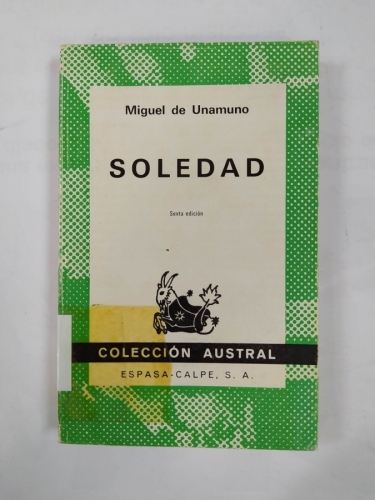 Miguel de Unamuno
SOLEDAD
Sexta edición
COLECCIÓN AUSTRAL
ESPASA-CALPE, S. A.